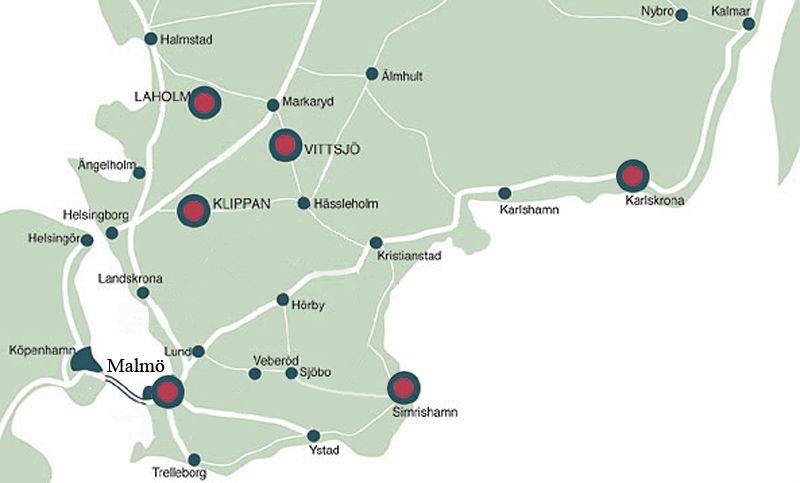 Nybro
Kalmar
Halmstad
Älmhult
LAHOLM
Markaryd
VITTSJÖ
Ängelholm
KLIPPAN
Hässleholm
Karlshamn
Karlskrona
Helsingborg
Helsingör
Kristianstad
Landskrona
Hörby
Köpenhamn
Lund
Malmö
Veberöd
Sjöbo
Simrishamn
Ystad
Trelleborg